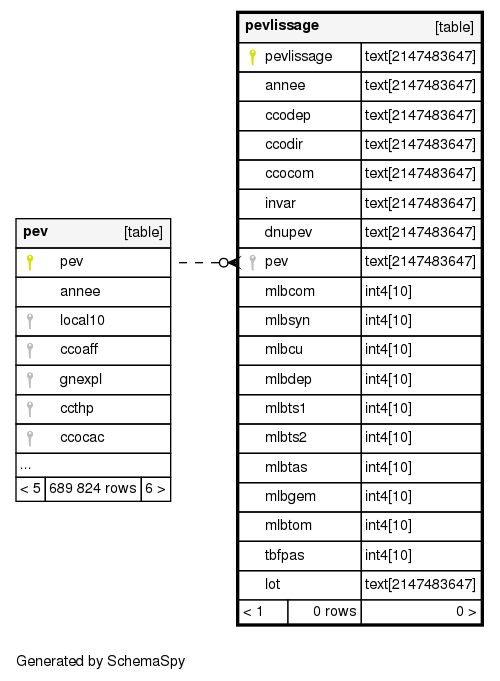 pevlissage [table]
pevlissage text[2147483647]
annee text[2147483647]
ccodep text[2147483647]
ccodir text[2147483647]
ccocom text[2147483647]
invar text[2147483647]
dnupev text[2147483647]
pev text[2147483647]
mlbcom int4[10]
mlbsyn int4[10]
mlbcu int4[10]
mlbdep int4[10]
mlbts1 int4[10]
mlbts2 int4[10]
mlbtas int4[10]
mlbgem int4[10]
mlbtom int4[10]
tbfpas int4[10]
lot text[2147483647]
< 1 0 rows 0 >
pev [table]
pev
annee
local10
ccoaff
gnexpl
ccthp
ccocac
...
< 5 689 824 rows 6 >
Generated by SchemaSpy